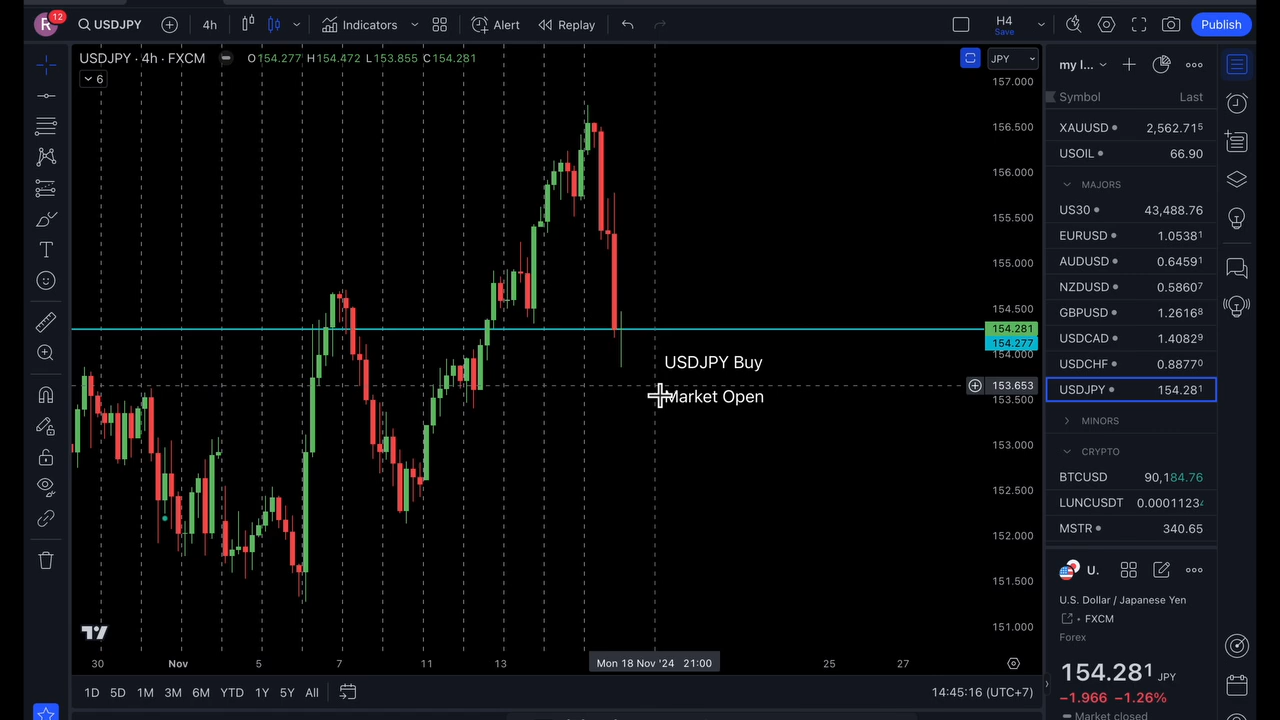 R 12 USDJPY 4h Indicators Alert Replay H4 Save Publish
USDJPY · 4h · FXCM O154.277 H154.472 L153.855 C154.281
6
JPY
157.000
156.500
156.000
155.500
155.000
154.500
154.281
154.277
154.000
153.653
153.500
153.000
152.500
152.000
151.500
151.000
USDJPY Buy
Market Open
30 Nov 5 7 11 13 Mon 18 Nov '24 21:00 25 27
1D 5D 1M 3M 6M YTD 1Y 5Y All 14:45:16 (UTC+7)
my l...
Symbol Last
XAUUSD 2,562.715
USOIL 66.90
MAJORS
US30 43,488.76
EURUSD 1.05381
AUDUSD 0.64591
NZDUSD 0.58607
GBPUSD 1.26168
USDCAD 1.40829
USDCHF 0.88770
USDJPY 154.281
MINORS
CRYPTO
BTCUSD 90,184.76
LUNCUSDT 0.0001123
MSTR 340.65
U.
U.S. Dollar / Japanese Yen
FXCM
Forex
154.281 JPY
−1.966 −1.26%
Market closed